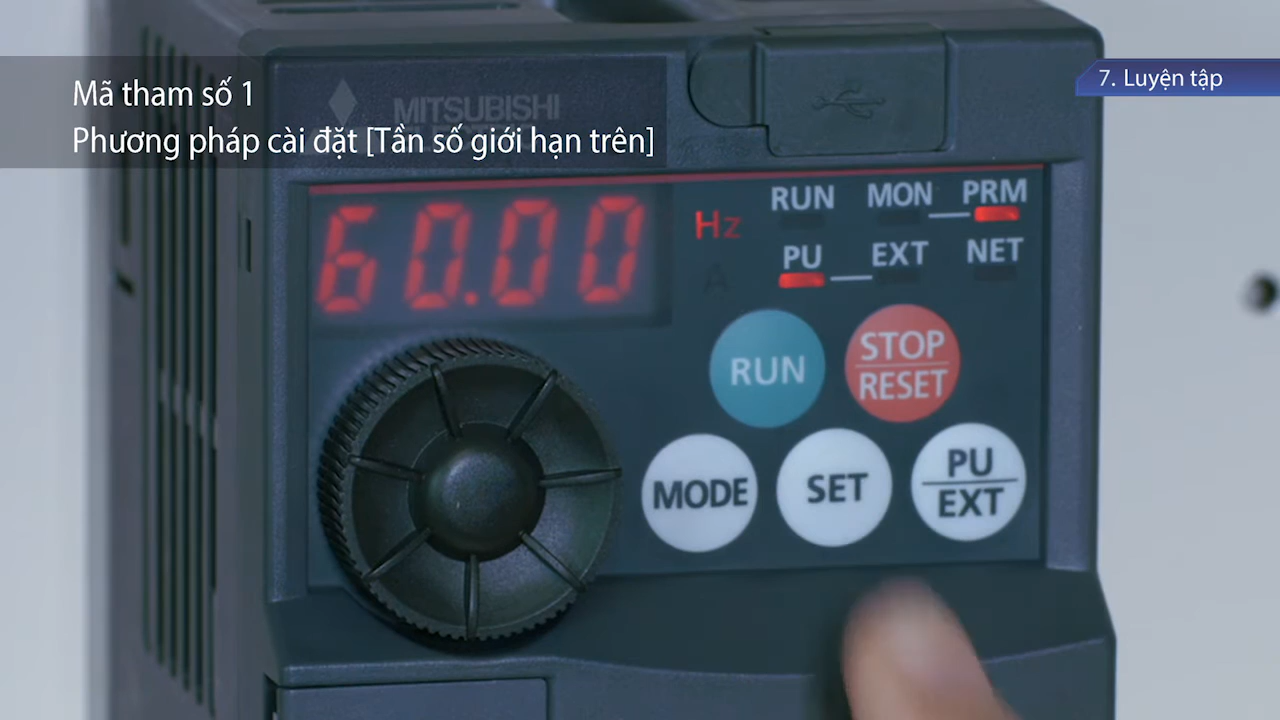 Mã tham số 1
Phương pháp cài đặt [Tần số giới hạn trên]
7. Luyện tập
MITSUBISHI
60.00
Hz
A
RUN MON PRM
PU EXT NET
RUN
STOP
RESET
MODE
SET
PU
EXT